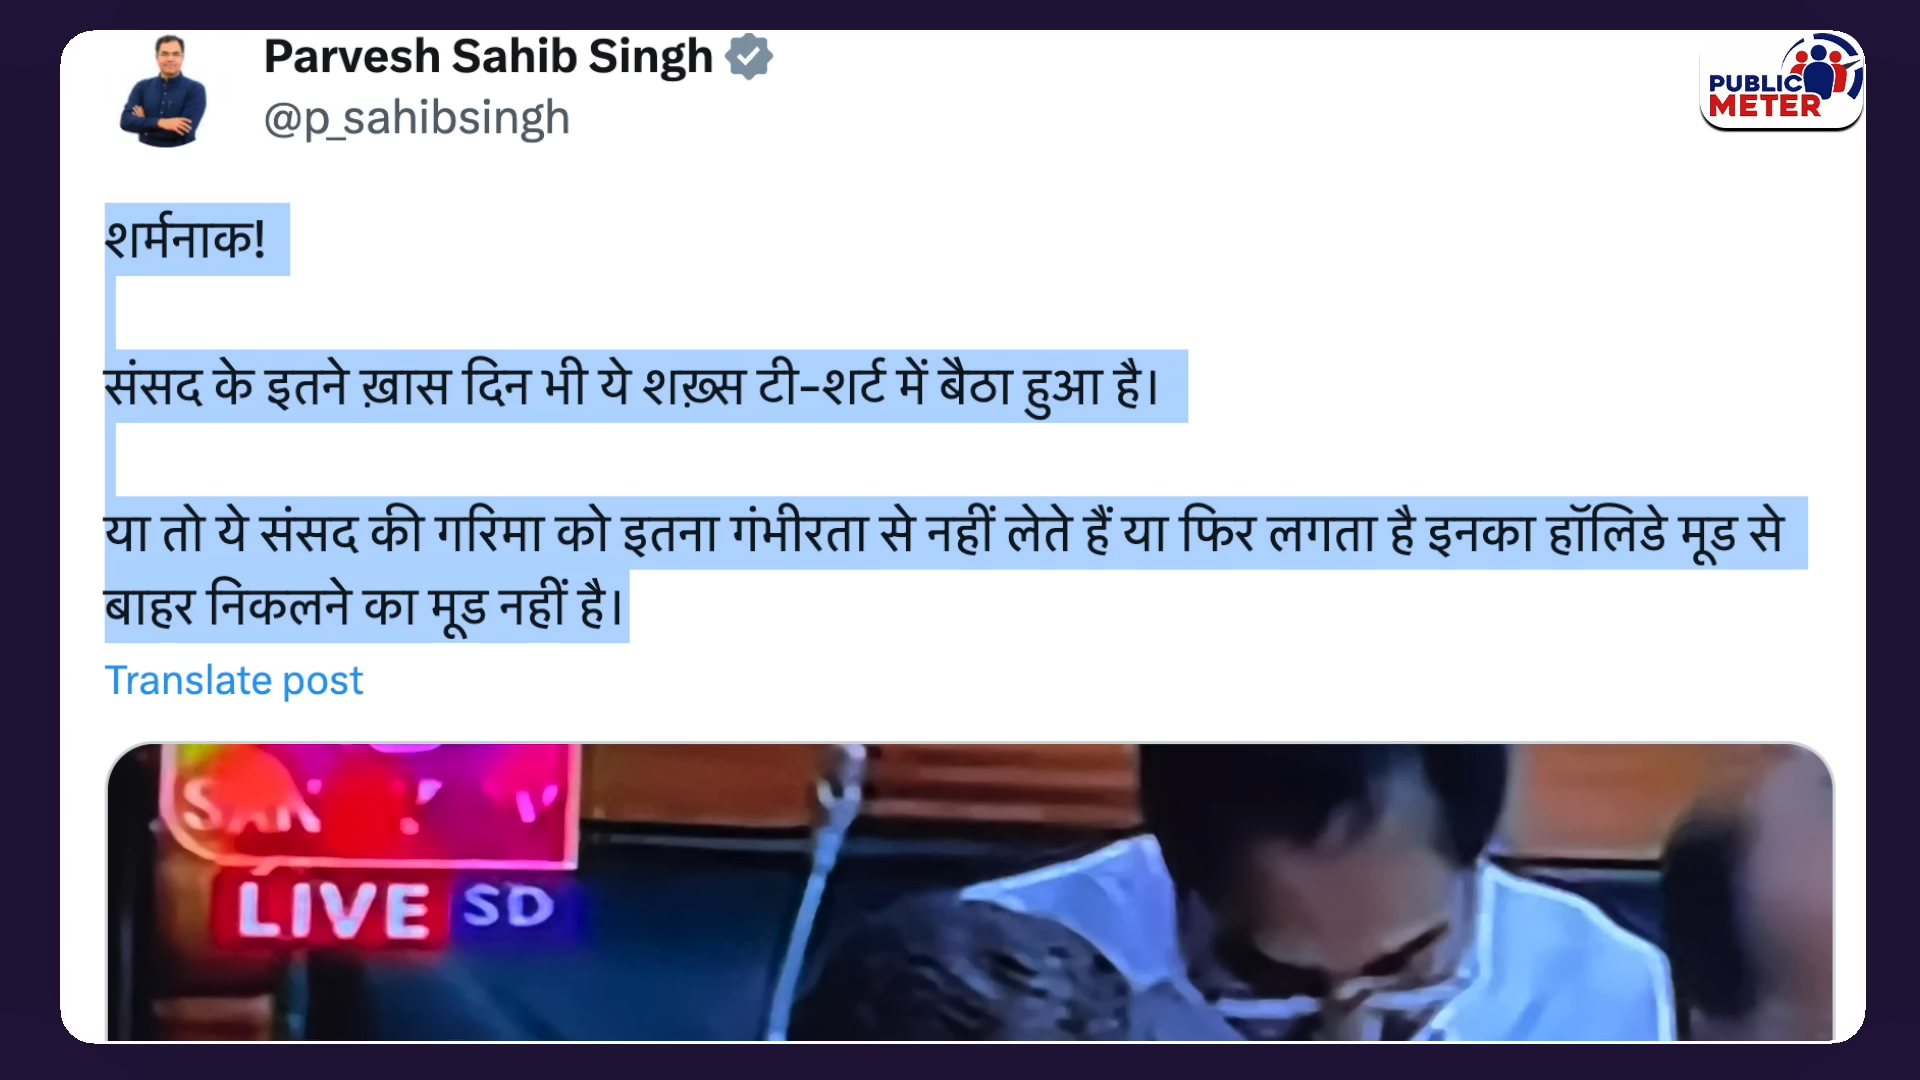 Parvesh Sahib Singh
@p_sahibsingh
PUBLIC
METER
शर्मनाक!
संसद के इतने ख़ास दिन भी ये शख़्स टी-शर्ट में बैठा हुआ है।
या तो ये संसद की गरिमा को इतना गंभीरता से नहीं लेते हैं या फिर लगता है इनका हॉलिडे मूड से
बाहर निकलने का मूड नहीं है।
Translate post
LIVE SD